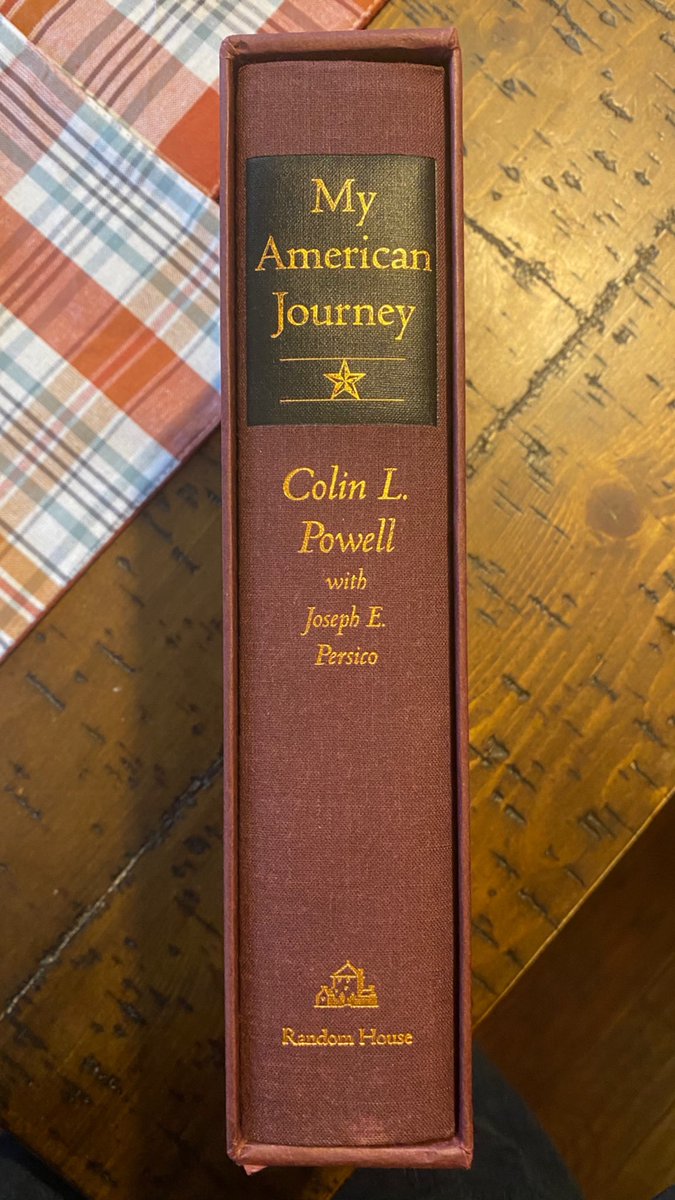 My
American
Journey
Colin L.
Powell
with
Joseph E.
Persico
Random House